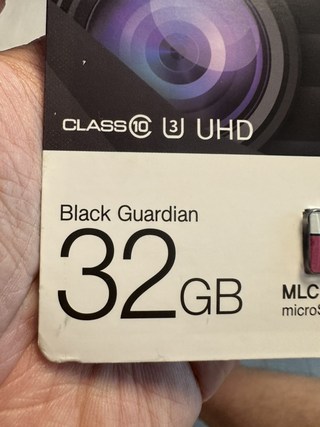 CLASS 10 U3 UHD
Black Guardian
32GB
MLC